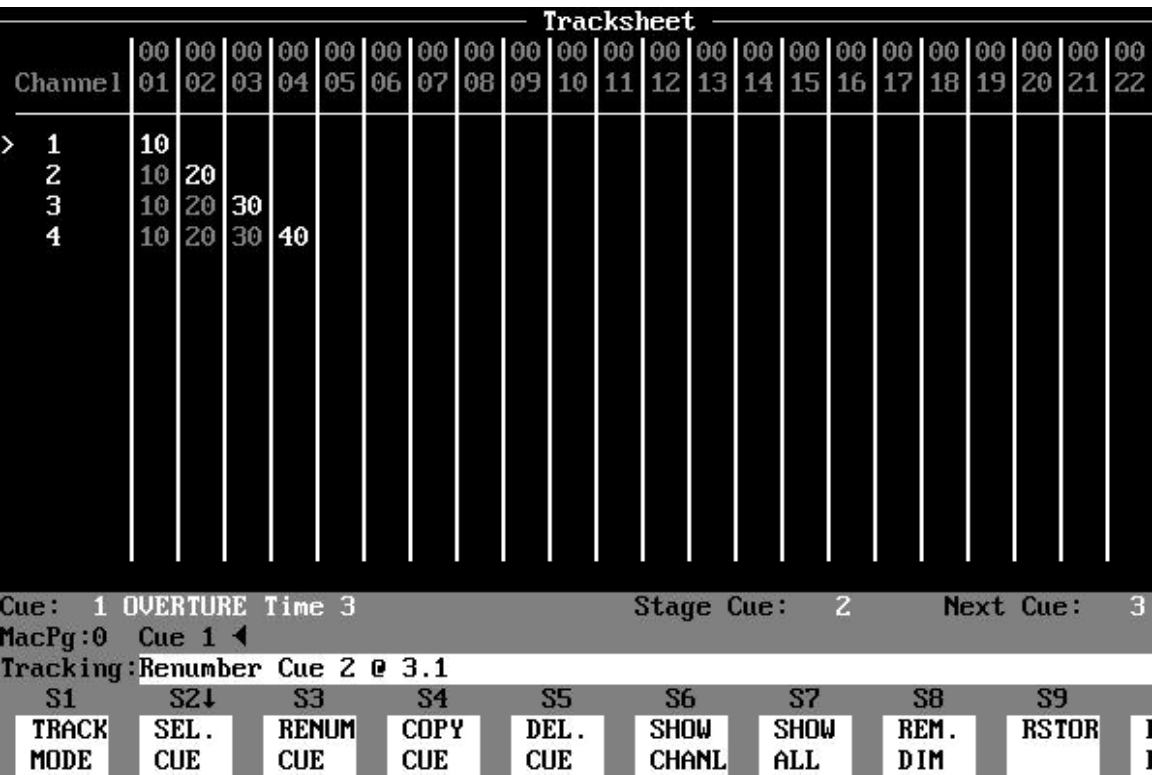 Tracksheet
00 00 00 00 00 00 00 00 00 00 00 00 00 00 00 00 00 00 00 00 00 00
Channel 01 02 03 04 05 06 07 08 09 10 11 12 13 14 15 16 17 18 19 20 21 22
> 1 10
2 10 20
3 10 20 30
4 10 20 30 40
Cue: 1 OVERTURE Time 3 Stage Cue: 2 Next Cue: 3
MacPg:0 Cue 1 ◄
Tracking:Renumber Cue 2 @ 3.1
S1 S2↓ S3 S4 S5 S6 S7 S8 S9
TRACK SEL. RENUM COPY DEL. SHOW SHOW REM. RSTOR
MODE CUE CUE CUE CUE CHANL ALL DIM